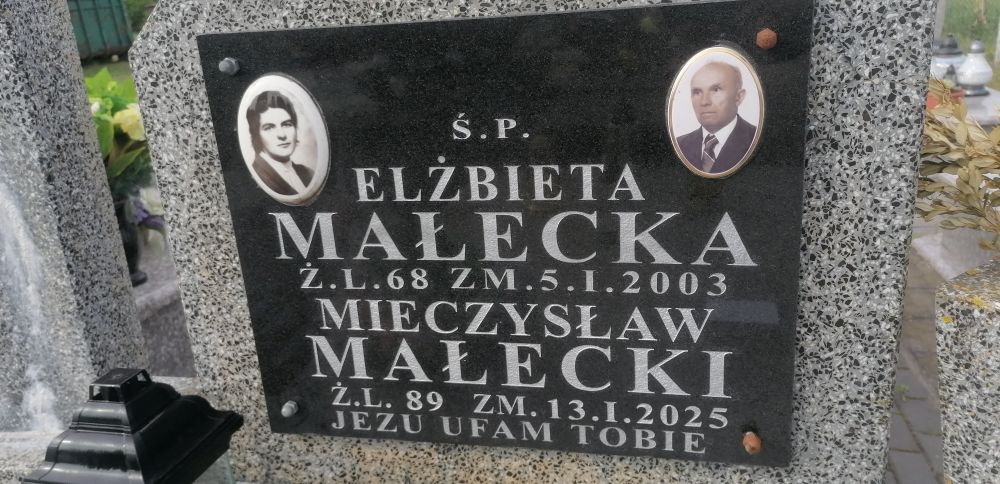 Ś.P.
ELŻBIETA
MAŁECKA
Ż.L.68 ZM.5.I.2003
MIECZYSŁAW
MAŁECKI
Ż.L. 89 ZM. 13.I.2025
JEZU UFAM TOBIE